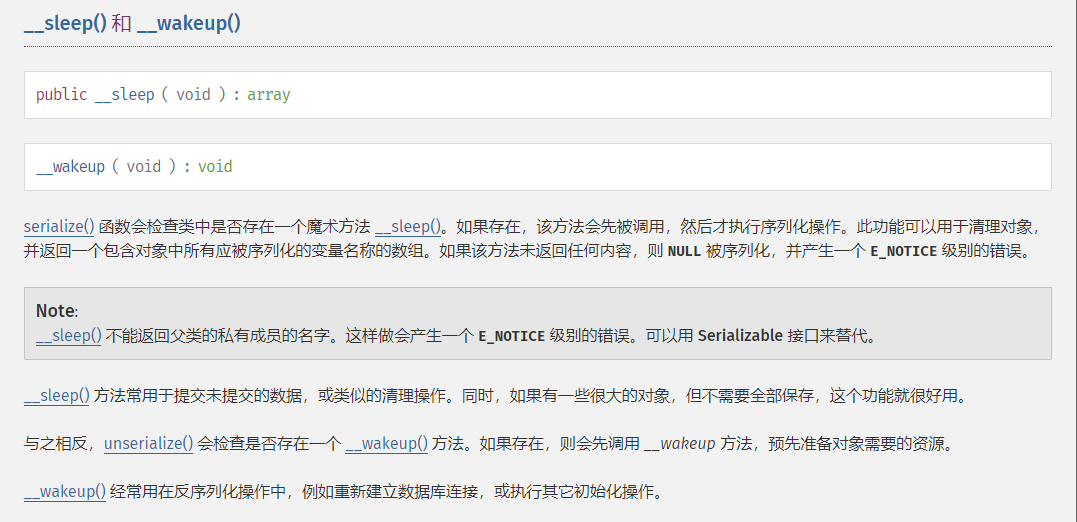 __sleep() 和 __wakeup()
public __sleep ( void ) : array
__wakeup ( void ) : void
serialize() 函数会检查类中是否存在一个魔术方法 __sleep()。如果存在，该方法会先被调用，然后才执行序列化操作。此功能可以用于清理对象，
并返回一个包含对象中所有应被序列化的变量名称的数组。如果该方法未返回任何内容，则 NULL 被序列化，并产生一个 E_NOTICE 级别的错误。
Note:
__sleep() 不能返回父类的私有成员的名字。这样做会产生一个 E_NOTICE 级别的错误。可以用 Serializable 接口来替代。
__sleep() 方法常用于提交未提交的数据，或类似的清理操作。同时，如果有一些很大的对象，但不需要全部保存，这个功能就很好用。
与之相反，unserialize() 会检查是否存在一个 __wakeup() 方法。如果存在，则会先调用 __wakeup 方法，预先准备对象需要的资源。
__wakeup() 经常用在反序列化操作中，例如重新建立数据库连接，或执行其它初始化操作。